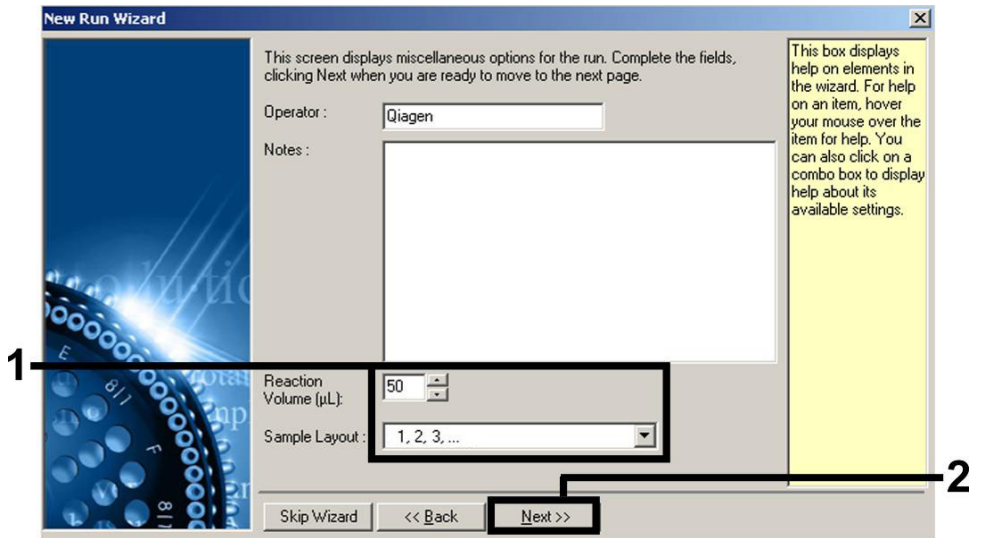 New Run Wizard
This screen displays miscellaneous options for the run. Complete the fields,
clicking Next when you are ready to move to the next page.
Operator :
Qiagen
Notes :
This box displays
help on elements in
the wizard. For help
on an item, hover
your mouse over the
item for help. You
can also click on a
combo box to display
help about its
available settings.
1
Reaction
Volume (µL):
50
Sample Layout :
1, 2, 3, ...
2
Skip Wizard
<< Back
Next >>
E
8/1
F
8